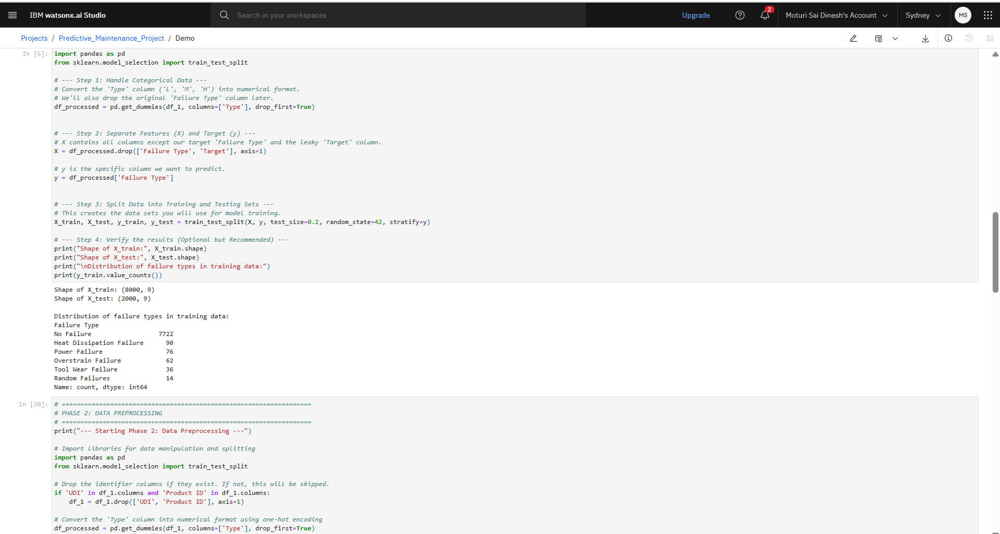 IBM watsonx.ai Studio
Search in your workspaces
Upgrade
2
Moturi Sai Dinesh's Account
Sydney
MS
Projects / Predictive_Maintenance_Project / Demo
In [6]:
import pandas as pd
from sklearn.model_selection import train_test_split
# --- Step 1: Handle Categorical Data ---
# Convert the 'Type' column ('L', 'M', 'H') into numerical format.
# We'll also drop the original 'Failure Type' column later.
df_processed = pd.get_dummies(df_1, columns=['Type'], drop_first=True)
# --- Step 2: Separate Features (X) and Target (y) ---
# X contains all columns except our target 'Failure Type' and the leaky 'Target' column.
X = df_processed.drop(['Failure Type', 'Target'], axis=1)
# y is the specific column we want to predict.
y = df_processed['Failure Type']
# --- Step 3: Split Data into Training and Testing Sets ---
# This creates the data sets you will use for model training.
X_train, X_test, y_train, y_test = train_test_split(X, y, test_size=0.2, random_state=42, stratify=y)
# --- Step 4: Verify the results (Optional but Recommended) ---
print("Shape of X_train:", X_train.shape)
print("Shape of X_test:", X_test.shape)
print("\nDistribution of failure types in training data:")
print(y_train.value_counts())
Shape of X_train: (8000, 9)
Shape of X_test: (2000, 9)
Distribution of failure types in training data:
Failure Type
No Failure 7722
Heat Dissipation Failure 90
Power Failure 76
Overstrain Failure 62
Tool Wear Failure 36
Random Failures 14
Name: count, dtype: int64
In [20]:
# ===================================================================
# PHASE 2: DATA PREPROCESSING
# ===================================================================
print("--- Starting Phase 2: Data Preprocessing ---")
# Import libraries for data manipulation and splitting
import pandas as pd
from sklearn.model_selection import train_test_split
# Drop the identifier columns if they exist. If not, this will be skipped.
if 'UDI' in df_1.columns and 'Product ID' in df_1.columns:
df_1 = df_1.drop(['UDI', 'Product ID'], axis=1)
# Convert the 'Type' column into numerical format using one-hot encoding
df_processed = pd.get_dummies(df_1, columns=['Type'], drop_first=True)